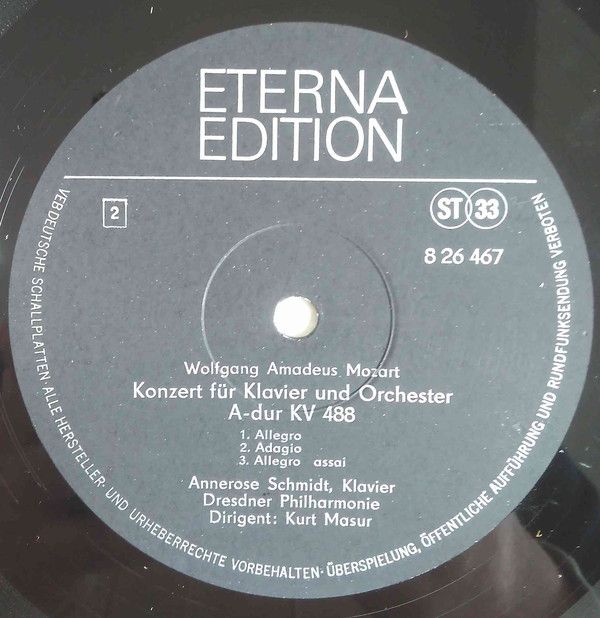 ETERNA
EDITION
2
ST 33
8 26 467
Wolfgang Amadeus Mozart
Konzert für Klavier und Orchester
A-dur KV 488
1. Allegro
2. Adagio
3. Allegro assai
Annerose Schmidt, Klavier
Dresdner Philharmonie
Dirigent: Kurt Masur
VEB DEUTSCHE SCHALLPLATTEN · ALLE HERSTELLER- UND URHEBERRECHTE VORBEHALTEN · ÜBERSPIELUNG, ÖFFENTLICHE AUFFÜHRUNG UND RUNDFUNKSENDUNG VERBOTEN